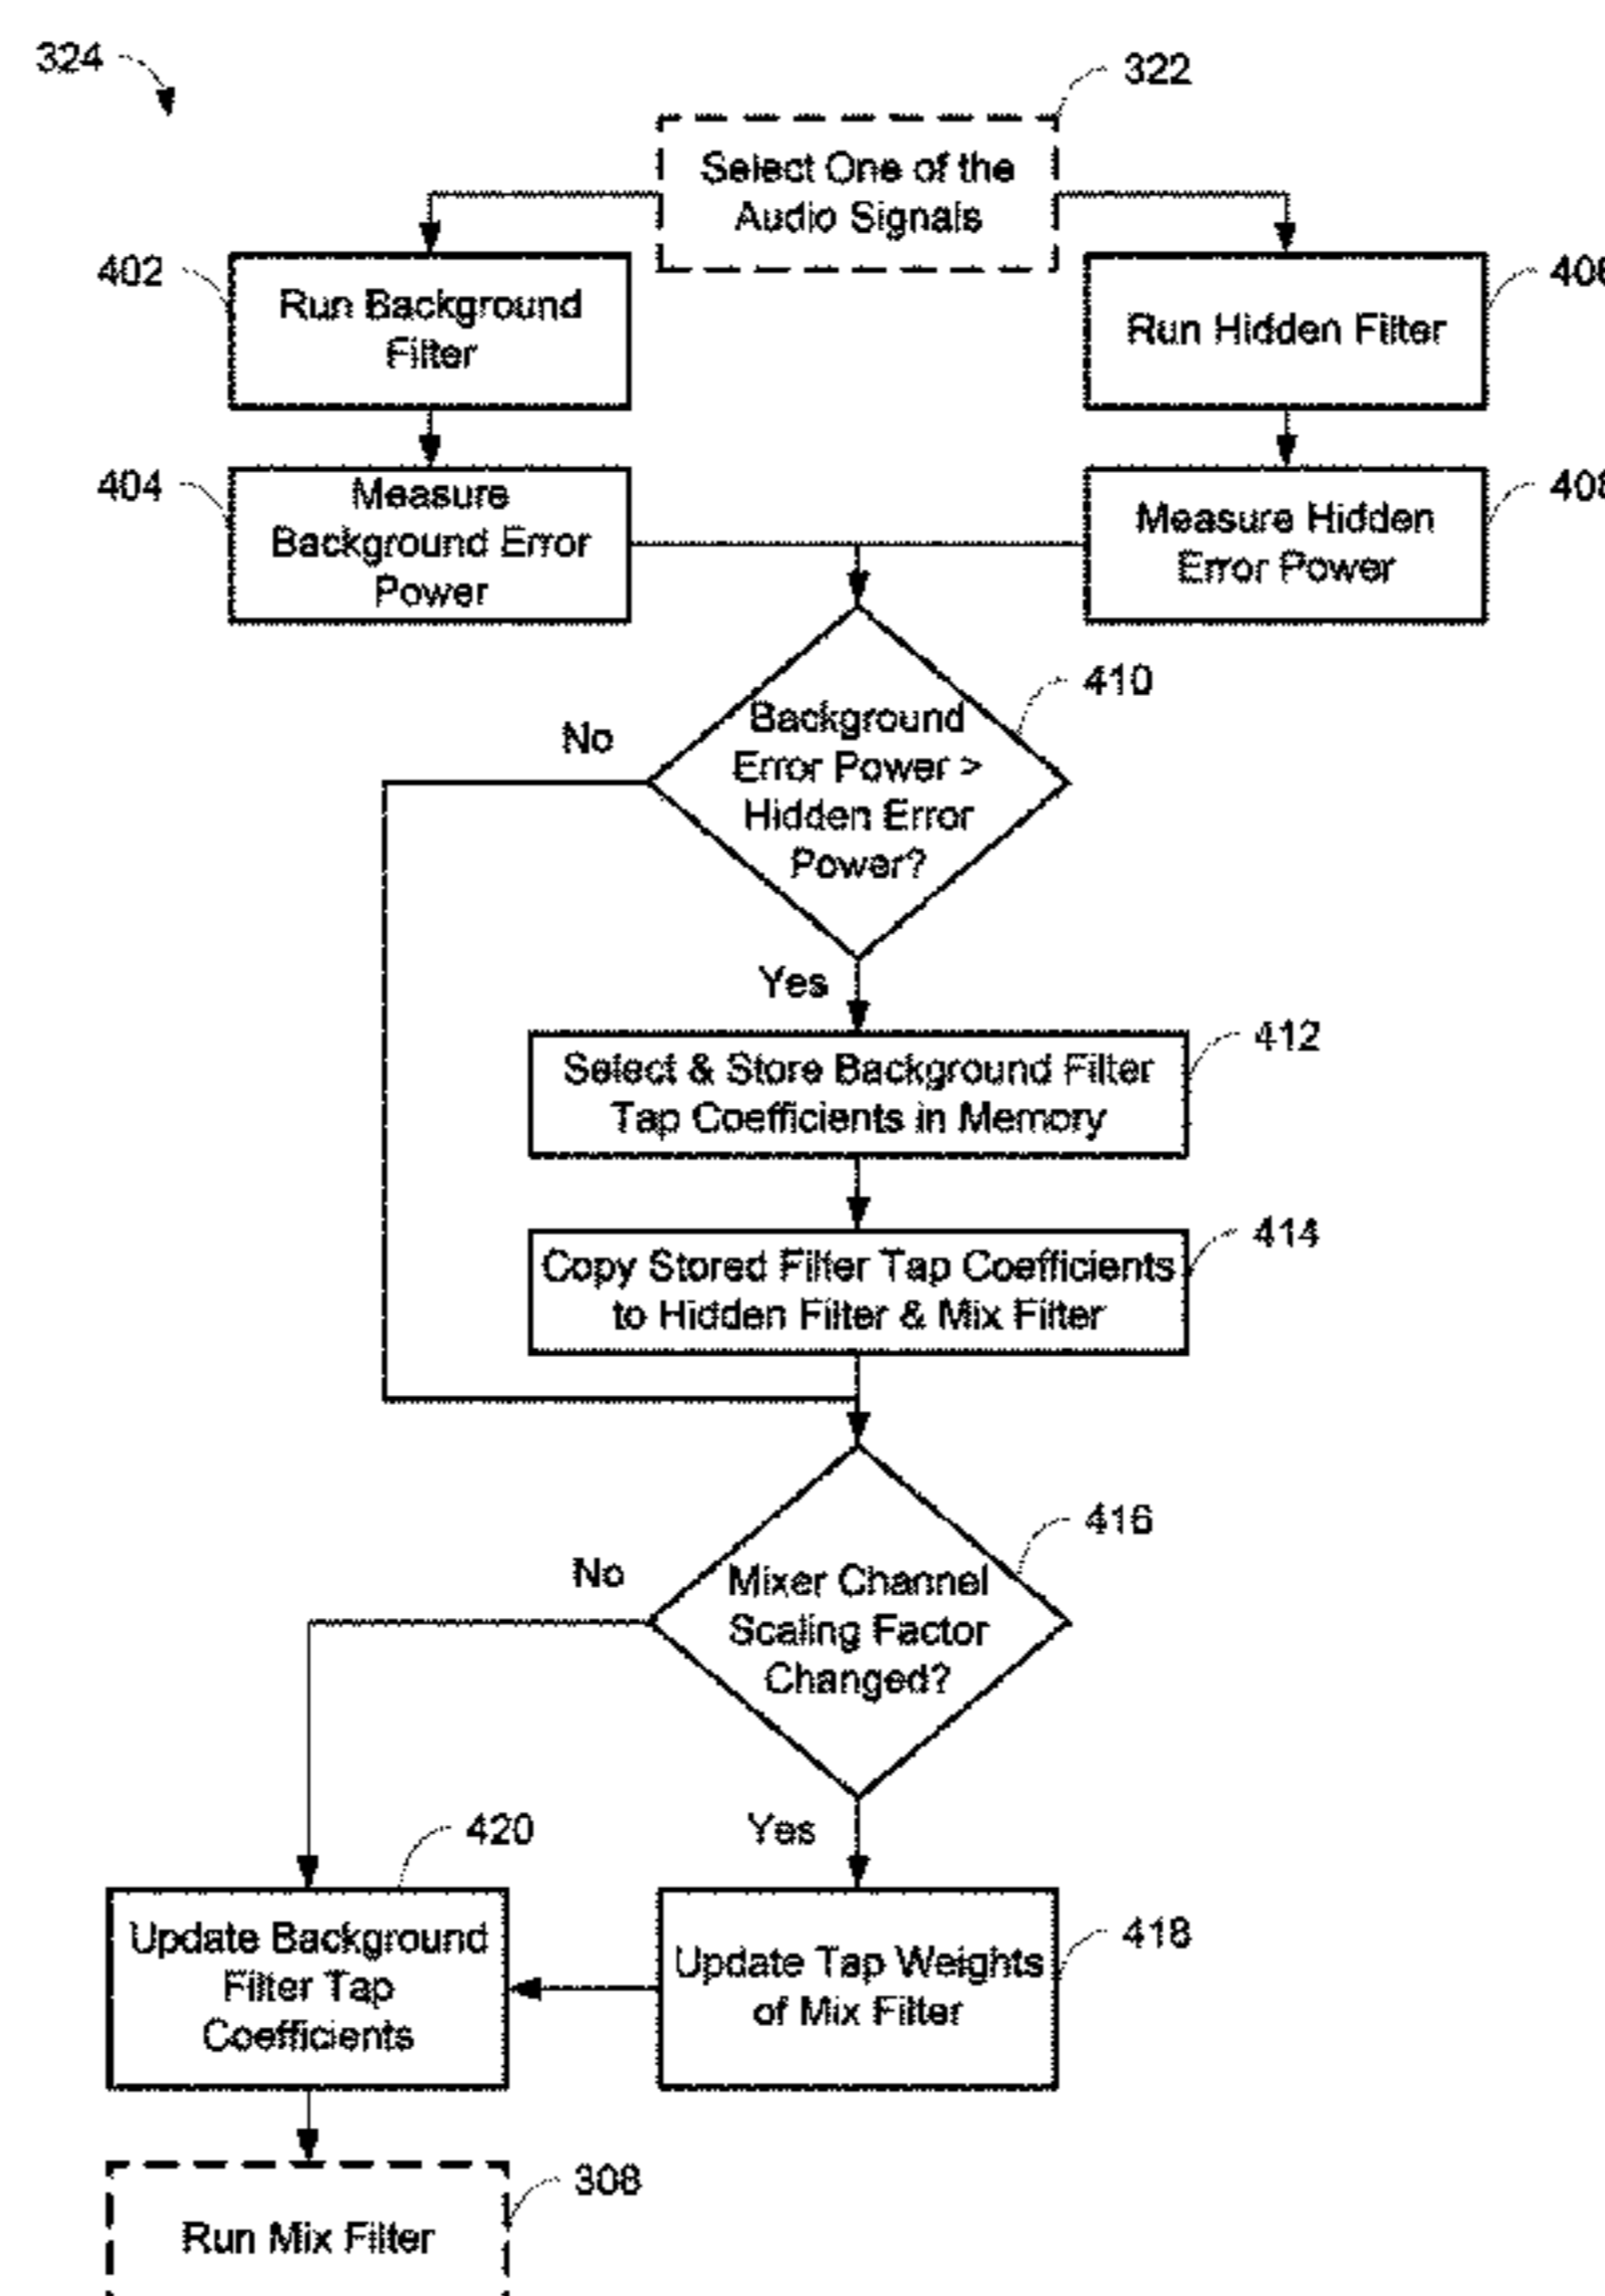 324
322
Select One of the
Audio Signals
402
Run Background
Filter
406
Run Hidden Filter
404
Measure
Background Error
Power
408
Measure Hidden
Error Power
410
No
Background
Error Power >
Hidden Error
Power?
Yes
412
Select & Store Background Filter
Tap Coefficients in Memory
414
Copy Stored Filter Tap Coefficients
to Hidden Filter & Mix Filter
416
No
Mixer Channel
Scaling Factor
Changed?
420
Yes
Update Background
Filter Tap
Coefficients
418
Update Tap Weights
of Mix Filter
308
Run Mix Filter